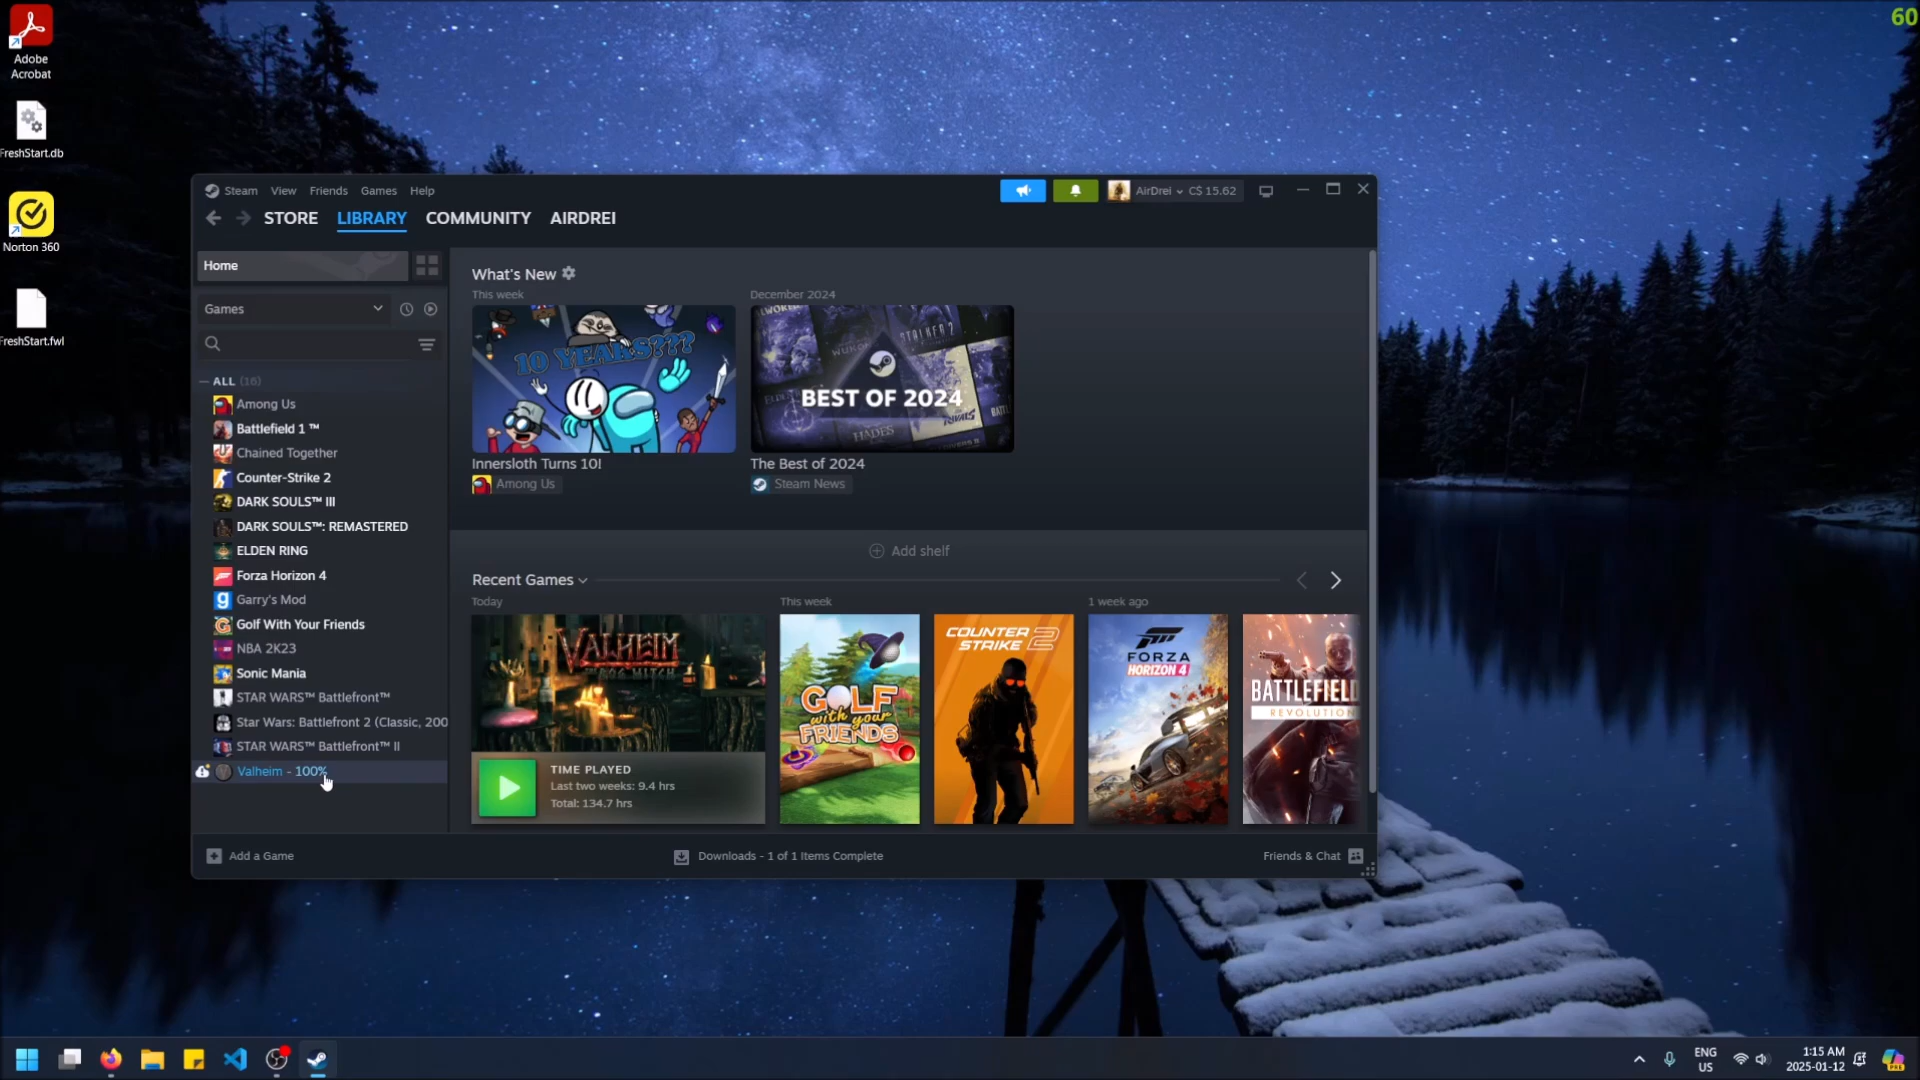 60
Adobe
Acrobat
FreshStart.db
Norton 360
FreshStart.fwl
Steam View Friends Games Help
AirDrei C$ 15.62
STORE LIBRARY COMMUNITY AIRDREI
Home
Games
ALL (16)
Among Us
Battlefield 1 ™
Chained Together
Counter-Strike 2
DARK SOULS™ III
DARK SOULS™: REMASTERED
ELDEN RING
Forza Horizon 4
Garry's Mod
Golf With Your Friends
NBA 2K23
Sonic Mania
STAR WARS™ Battlefront™
Star Wars: Battlefront 2 (Classic, 200
STAR WARS™ Battlefront™ II
Valheim - 100%
What's New
This week
December 2024
10 YEARS???
STALKER 2
WUKONG
BEST OF 2024
HADES
RIVALS
Innersloth Turns 10!
Among Us
The Best of 2024
Steam News
Add shelf
Recent Games
Today
This week
1 week ago
VALHEIM
TIME PLAYED
Last two weeks: 9.4 hrs
Total: 134.7 hrs
GOLF
with your
FRIENDS
COUNTER
STRIKE 2
FORZA
HORIZON 4
BATTLEFIELD
REVOLUTION
Add a Game
Downloads - 1 of 1 Items Complete
Friends & Chat
ENG
US
1:15 AM
2025-01-12